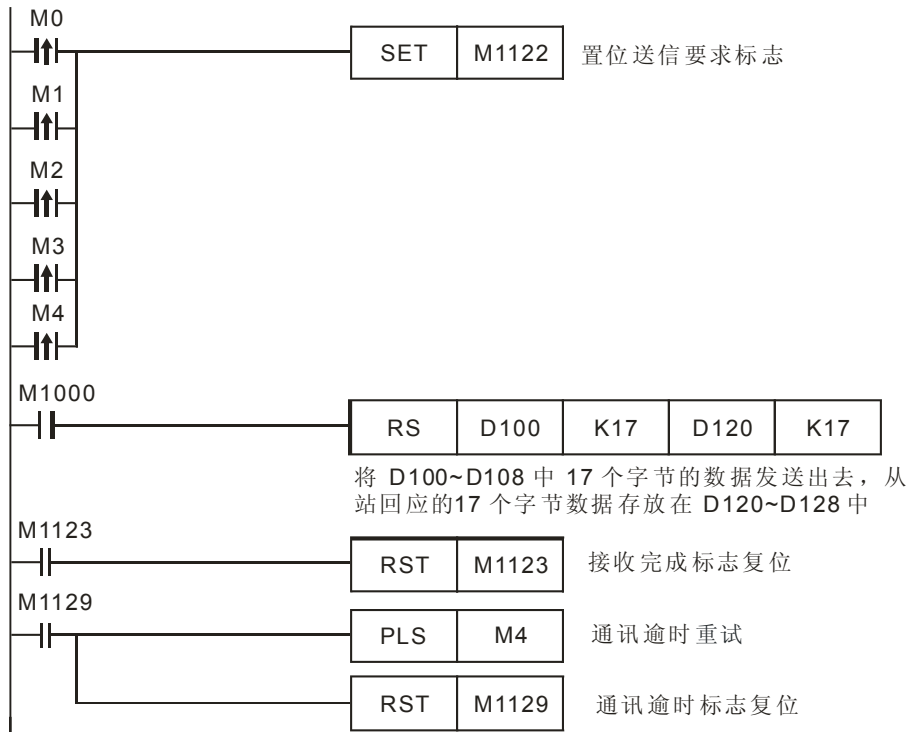 M0
SET M1122 置位送信要求标志
M1
M2
M3
M4
M1000
RS D100 K17 D120 K17
将 D100~D108 中 17 个字节的数据发送出去，从
站回应的17 个字节数据存放在 D120~D128 中
M1123
RST M1123 接收完成标志复位
M1129
PLS M4 通讯逾时重试
RST M1129 通讯逾时标志复位